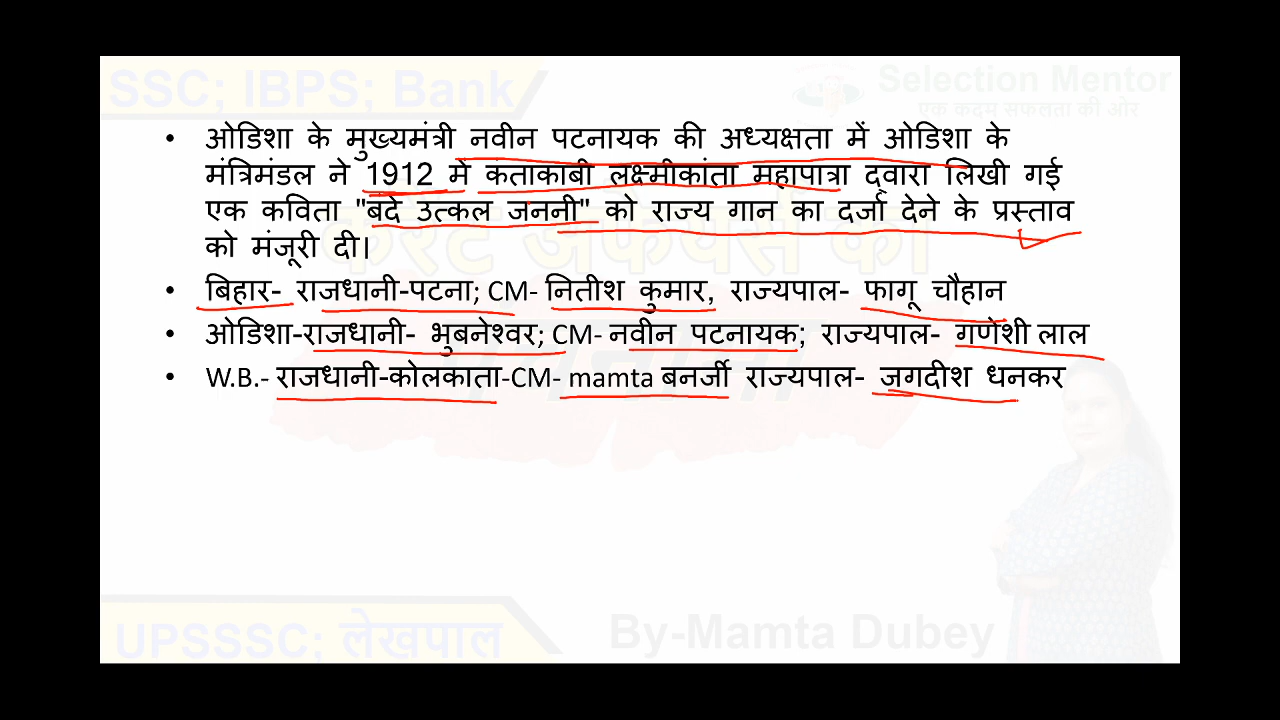 SSC; IBPS; Bank
Selection Mentor
एक कदम सफलता की ओर
• ओडिशा के मुख्यमंत्री नवीन पटनायक की अध्यक्षता में ओडिशा के
मंत्रिमंडल ने 1912 में कंताकाबी लक्ष्मीकांता महापात्रा द्वारा लिखी गई
एक कविता "बंदे उत्कल जननी" को राज्य गान का दर्जा देने के प्रस्ताव
को मंजूरी दी।
• बिहार- राजधानी-पटना; CM- नितीश कुमार, राज्यपाल- फागू चौहान
• ओडिशा-राजधानी- भुबनेश्वर; CM- नवीन पटनायक; राज्यपाल- गणेशी लाल
• W.B.- राजधानी-कोलकाता-CM- mamta बनर्जी राज्यपाल- जगदीश धनकर
करेंट अफेयर्स का
UPSSSC; लेखपाल
By-Mamta Dubey